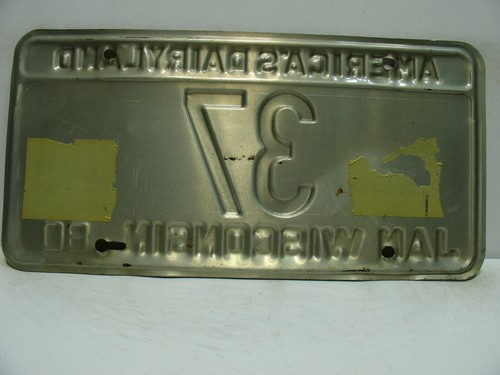 AMERICA'S DAIRYLAND
37
JAN WISCONSIN 80